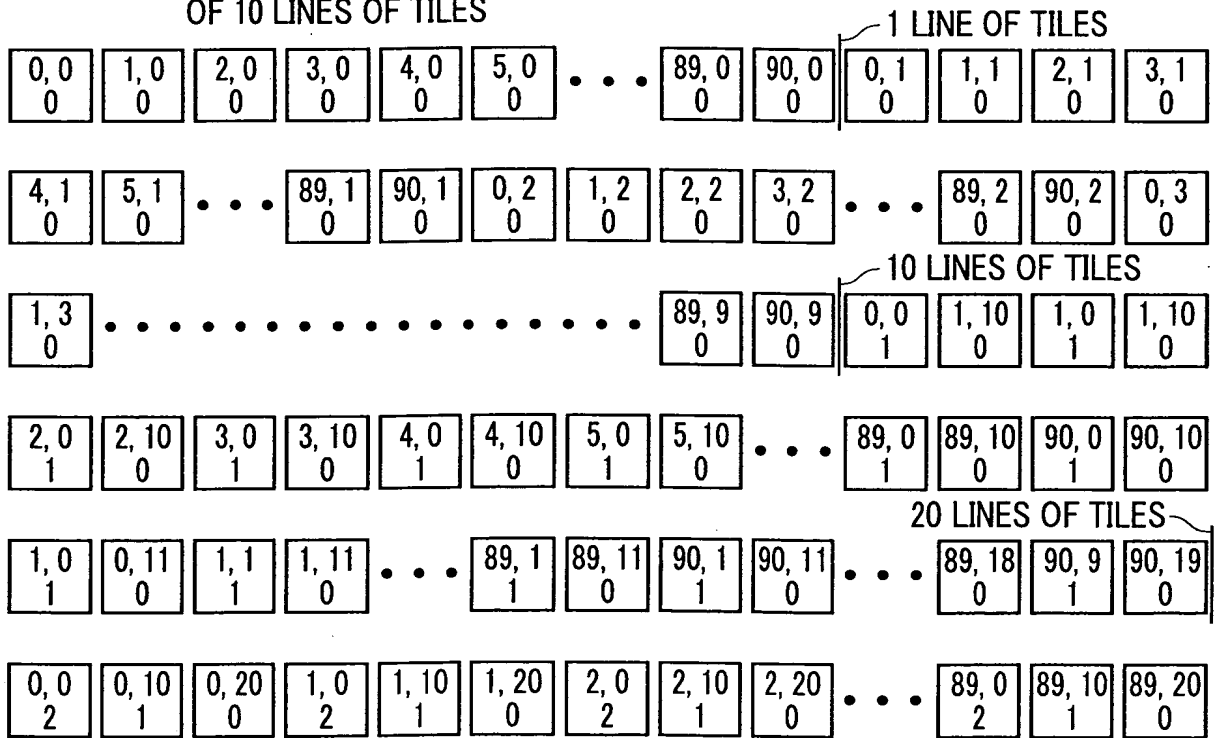 OF 10 LINES OF TILES
1 LINE OF TILES
0, 0 1, 0 2, 0 3, 0 4, 0 5, 0 • • • 89, 0 90, 0 0, 1 1, 1 2, 1 3, 1
0 0 0 0 0 0 0 0 0 0 0 0
4, 1 5, 1 • • • 89, 1 90, 1 0, 2 1, 2 2, 2 3, 2 • • • 89, 2 90, 2 0, 3
0 0 0 0 0 0 0 0 0 0 0
10 LINES OF TILES
1, 3 • • • • • • • • • • • • • • • • • 89, 9 90, 9 0, 0 1, 10 1, 0 1, 10
0 0 0 1 0 1 0
2, 0 2, 10 3, 0 3, 10 4, 0 4, 10 5, 0 5, 10 • • • 89, 0 89, 10 90, 0 90, 10
1 0 1 0 1 0 1 0 1 0 1 0
20 LINES OF TILES
1, 0 0, 11 1, 1 1, 11 • • • 89, 1 89, 11 90, 1 90, 11 • • • 89, 18 90, 9 90, 19
1 0 1 0 1 0 1 0 0 1 0
0, 0 0, 10 0, 20 1, 0 1, 10 1, 20 2, 0 2, 10 2, 20 • • • 89, 0 89, 10 89, 20
2 1 0 2 1 0 2 1 0 2 1 0